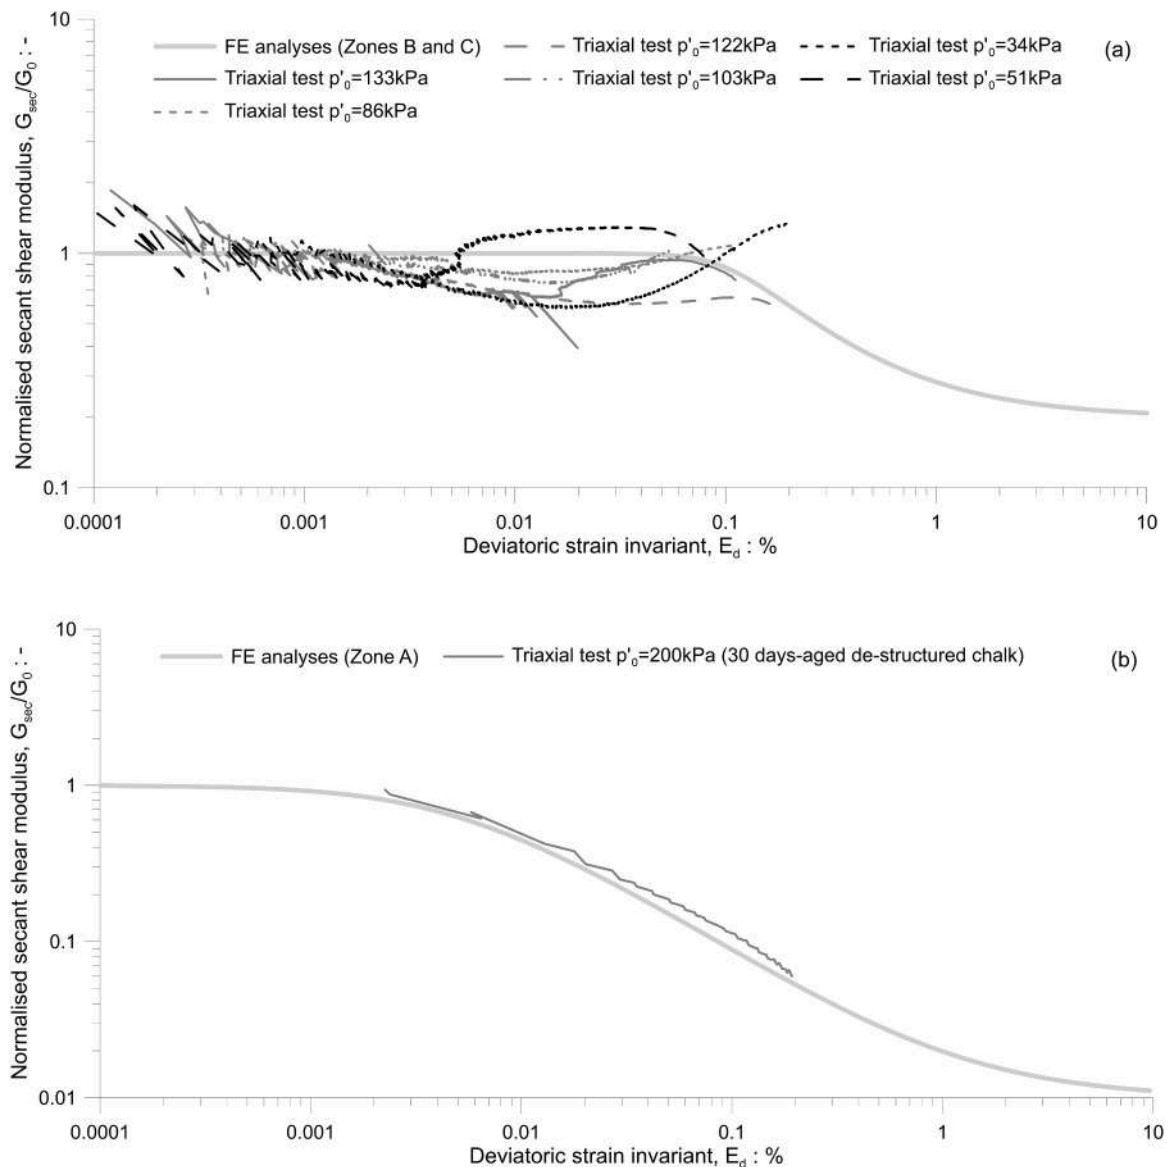 10
FE analyses (Zones B and C)
Triaxial test p'0=122kPa
Triaxial test p'0=34kPa
(a)
Triaxial test p'0=133kPa
Triaxial test p'0=103kPa
Triaxial test p'0=51kPa
Triaxial test p'0=86kPa
Normalised secant shear modulus, Gsec/G0 : -
1
0.1
0.0001
0.001
0.01
0.1
1
10
Deviatoric strain invariant, Ed : %
10
FE analyses (Zone A)
Triaxial test p'0=200kPa (30 days-aged de-structured chalk)
(b)
Normalised secant shear modulus, Gsec/G0 : -
1
0.1
0.01
0.0001
0.001
0.01
0.1
1
10
Deviatoric strain invariant, Ed : %